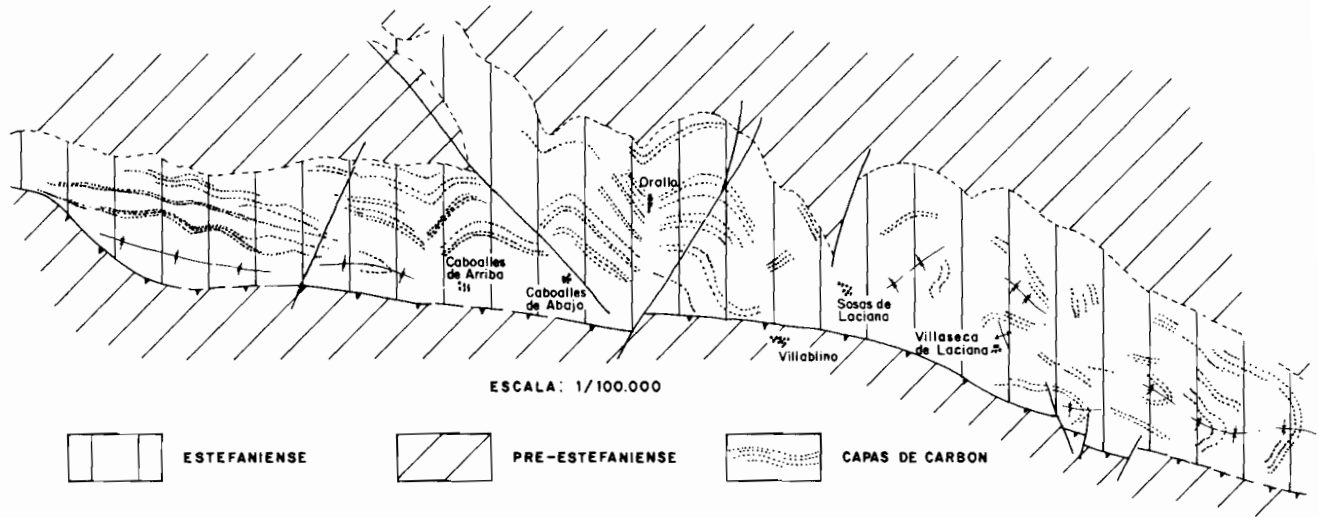 Orallo
Caboalles
de Arriba
Caboalles
de Abajo
Sosas de
Laciana
Villaseca
de Laciana
Villablino
ESCALA: 1/100.000
ESTEFANIENSE
PRE-ESTEFANIENSE
CAPAS DE CARBON